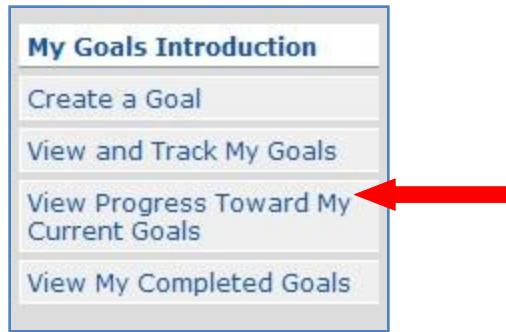 My Goals Introduction
Create a Goal
View and Track My Goals
View Progress Toward My
Current Goals
View My Completed Goals